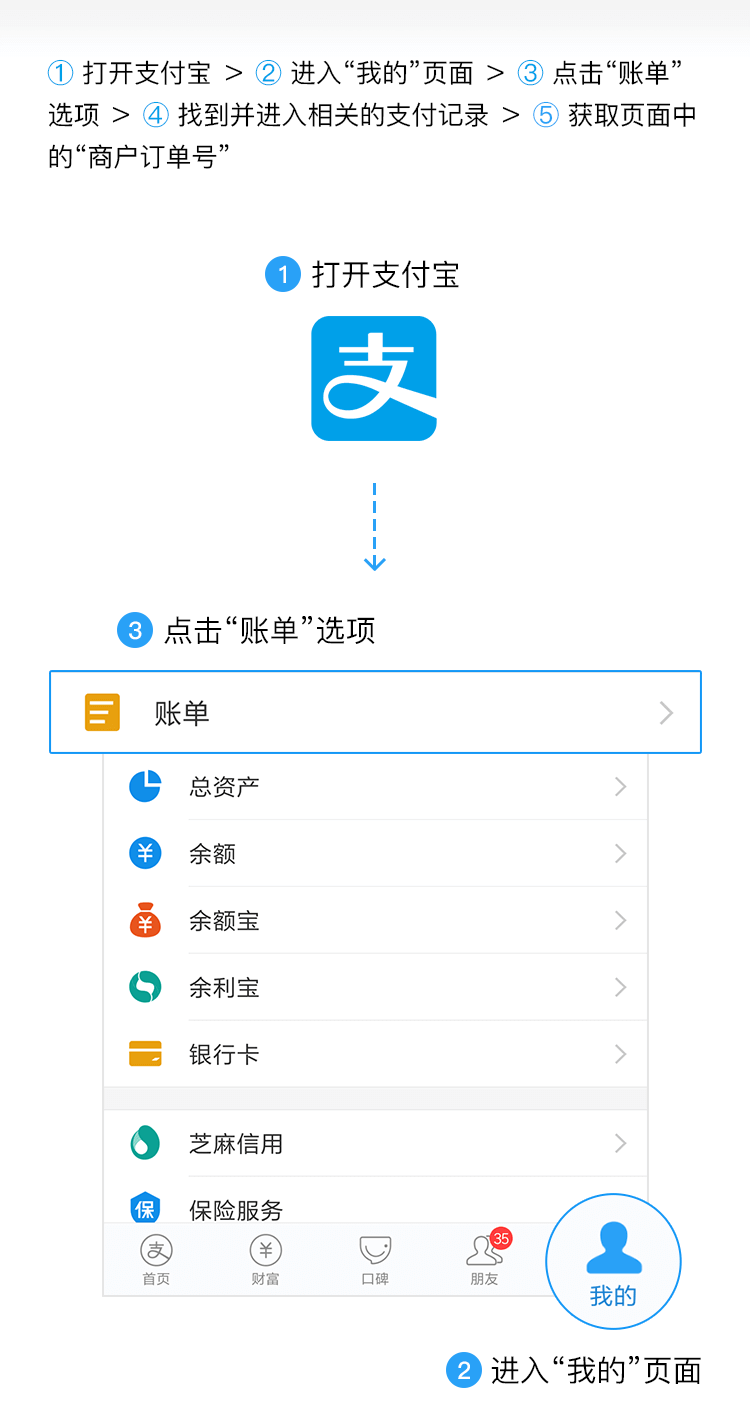 ① 打开支付宝 > ② 进入“我的”页面 > ③ 点击“账单”
选项 > ④ 找到并进入相关的支付记录 > ⑤ 获取页面中
的“商户订单号”
1 打开支付宝
支
3 点击“账单”选项
账单
总资产
余额
余额宝
余利宝
银行卡
芝麻信用
保 保险服务
支
首页
¥
财富
口碑
35
朋友
我的
2 进入“我的”页面